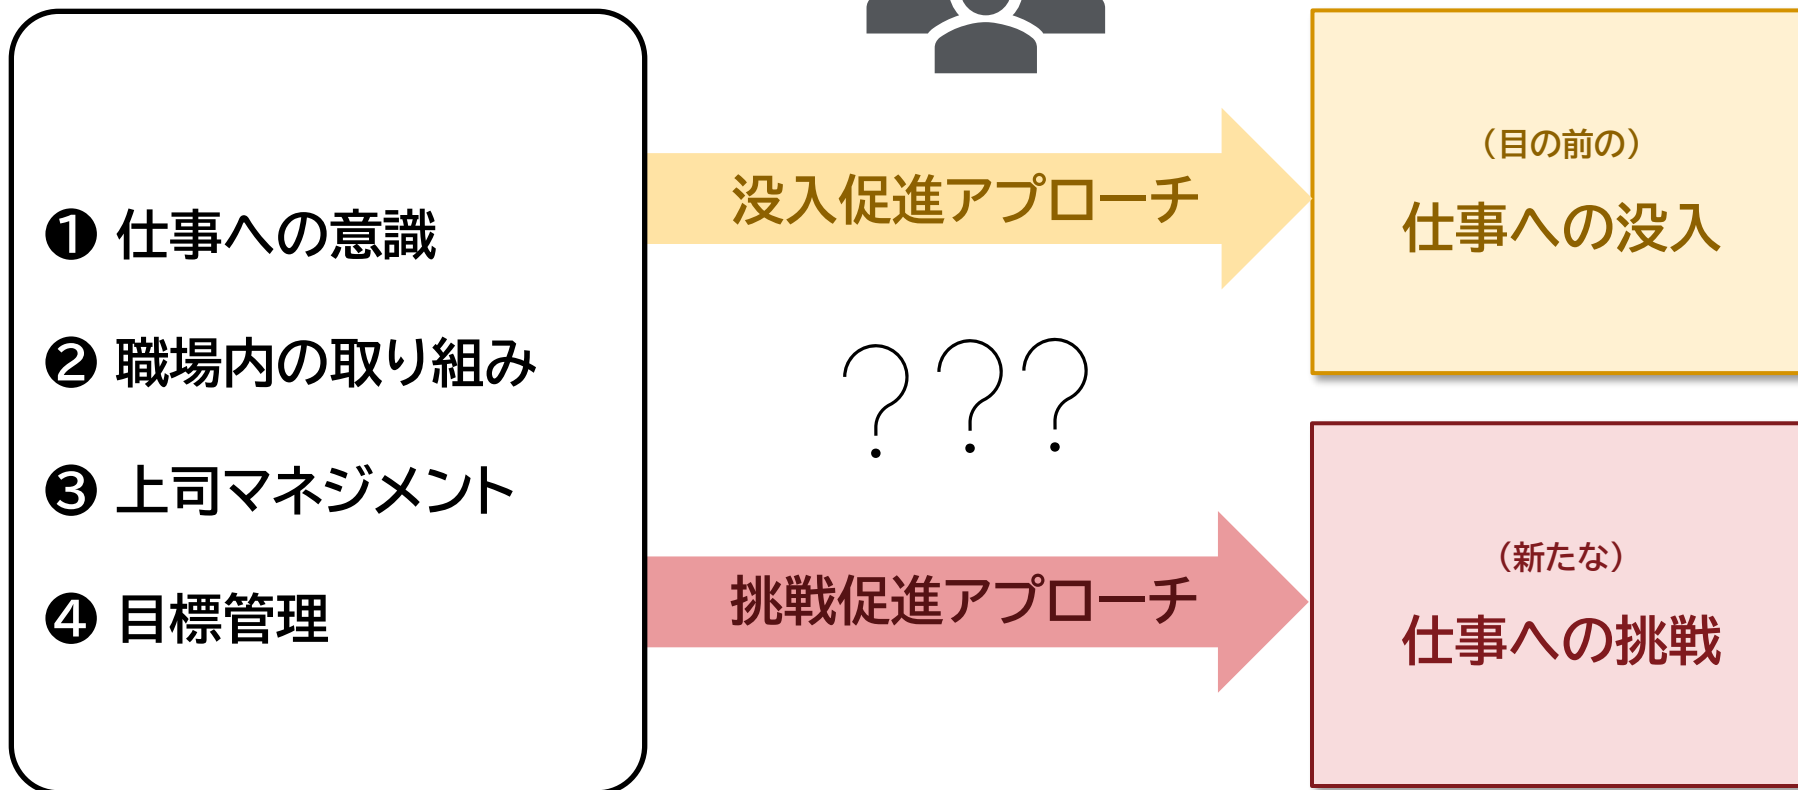 ❶ 仕事への意識
❷ 職場内の取り組み
❸ 上司マネジメント
❹ 目標管理
没入促進アプローチ
???
挑戦促進アプローチ
（目の前の）
仕事への没入
（新たな）
仕事への挑戦